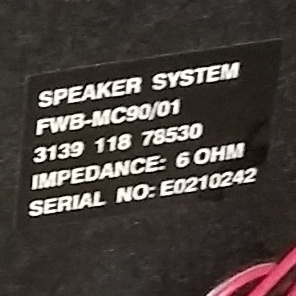 SPEAKER SYSTEM
FWB-MC90/01
3139 118 78530
IMPEDANCE: 6 OHM
SERIAL NO: E0210242